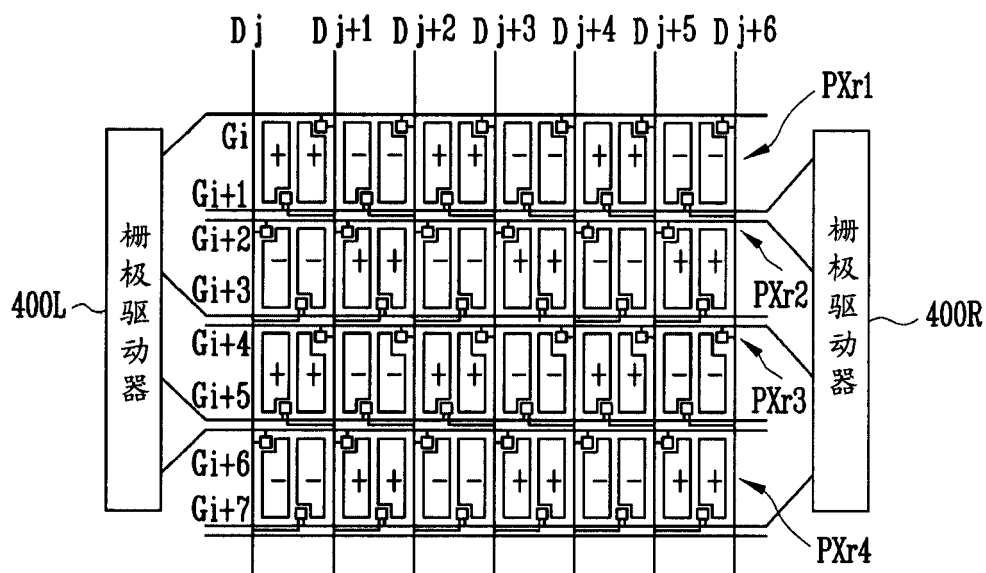 Dj Dj+1 Dj+2 Dj+3 Dj+4 Dj+5 Dj+6
PXr1
Gi + + - - + + - - + + - -
Gi+1
Gi+2 - - + + - - + + - - + +
Gi+3
PXr2
400L 栅极驱动器
栅极驱动器 400R
Gi+4
Gi+5 + + - - + + - - + + - -
PXr3
Gi+6 - - + + - - + + - - + +
Gi+7
PXr4